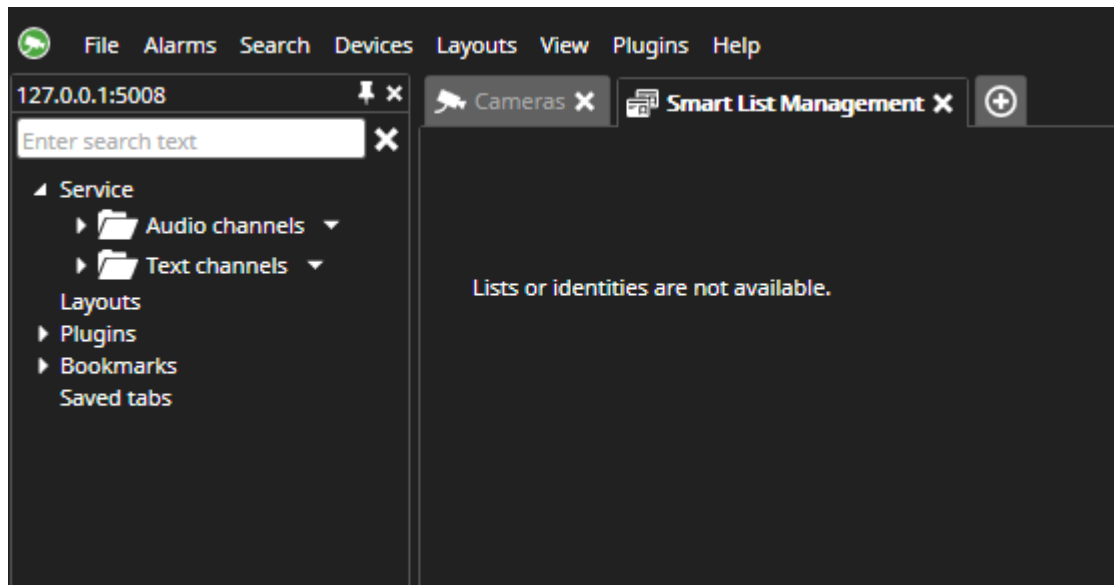 File Alarms Search Devices Layouts View Plugins Help
127.0.0.1:5008
Enter search text
Service
Audio channels
Text channels
Layouts
Plugins
Bookmarks
Saved tabs
Cameras Smart List Management
Lists or identities are not available.